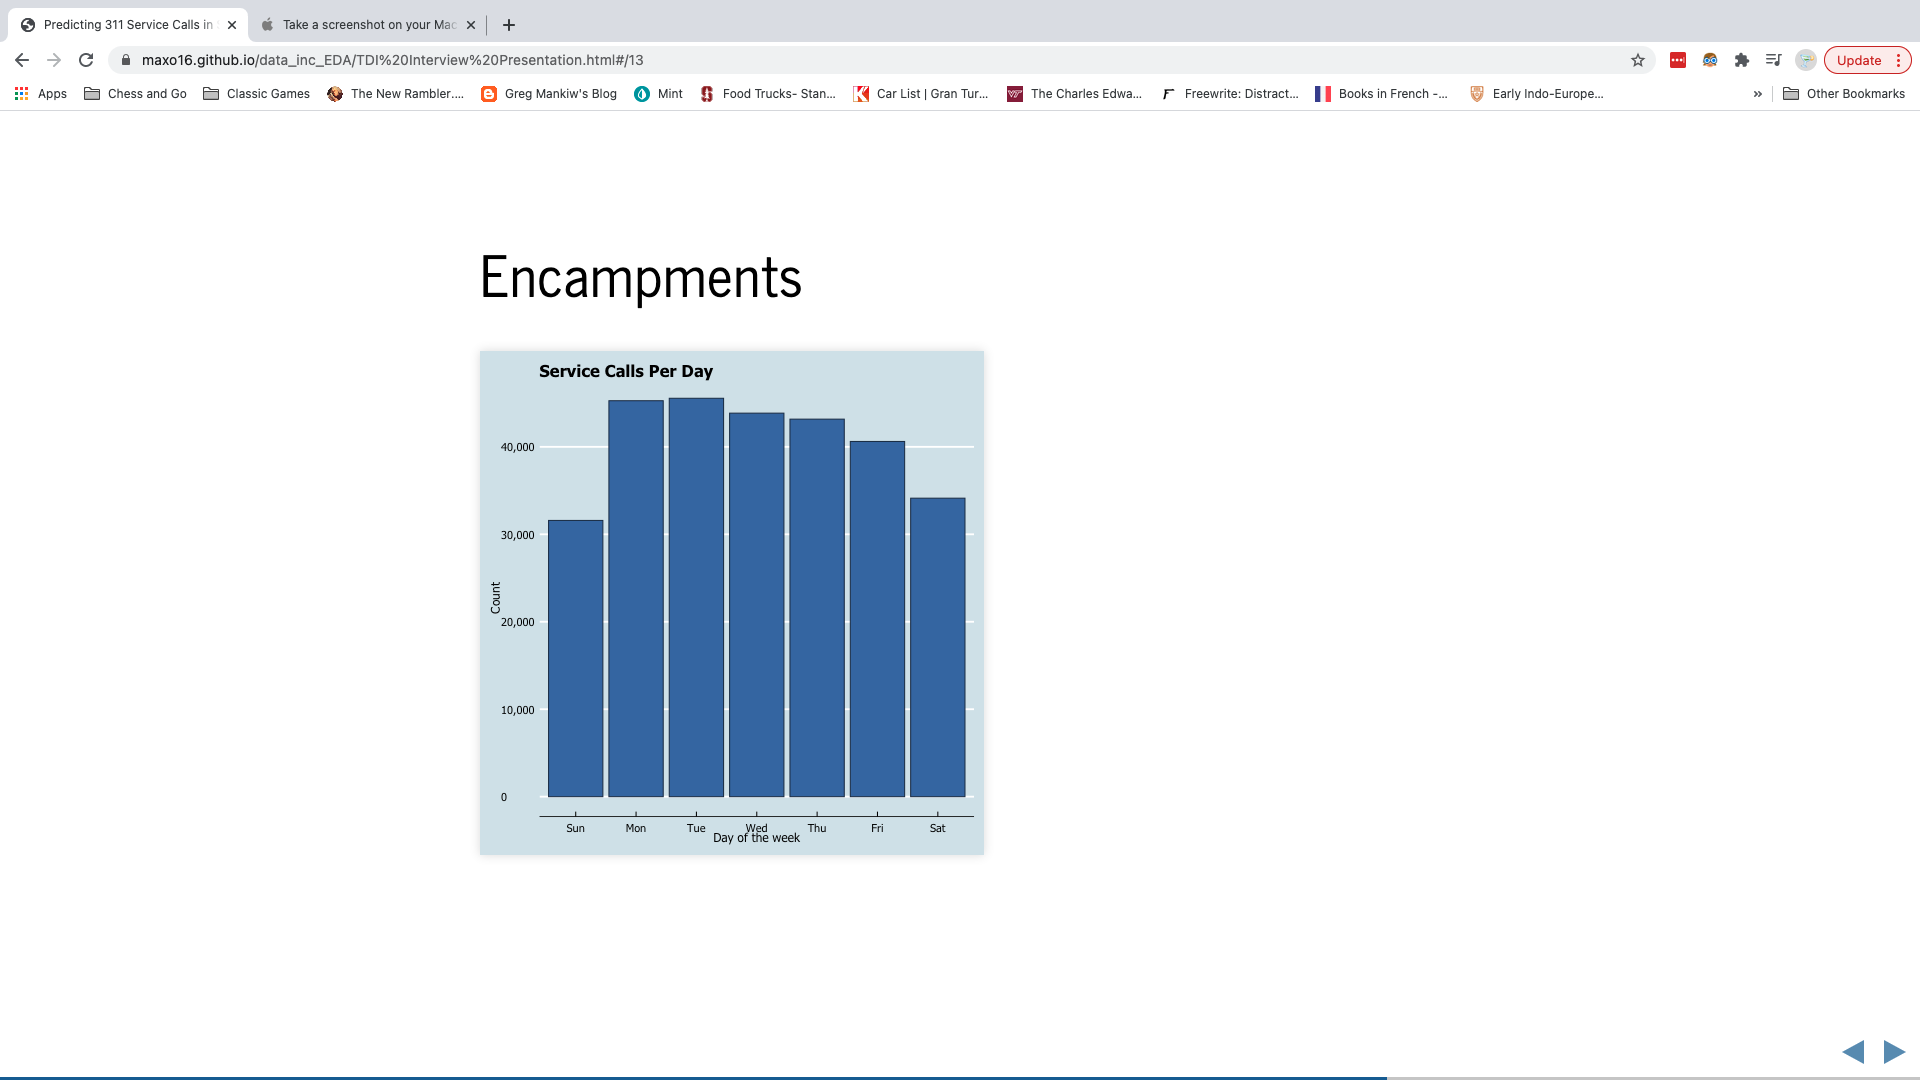 Predicting 311 Service Calls in
Take a screenshot on your Mac
maxo16.github.io/data_inc_EDA/TDI%20Interview%20Presentation.html#/13
Update
Apps
Chess and Go
Classic Games
The New Rambler....
Greg Mankiw's Blog
Mint
Food Trucks- Stan...
Car List | Gran Tur...
The Charles Edwa...
Freewrite: Distract...
Books in French -...
Early Indo-Europe...
»
Other Bookmarks
Encampments
Service Calls Per Day
40,000
30,000
Count
20,000
10,000
0
Sun Mon Tue Wed Thu Fri Sat
Day of the week